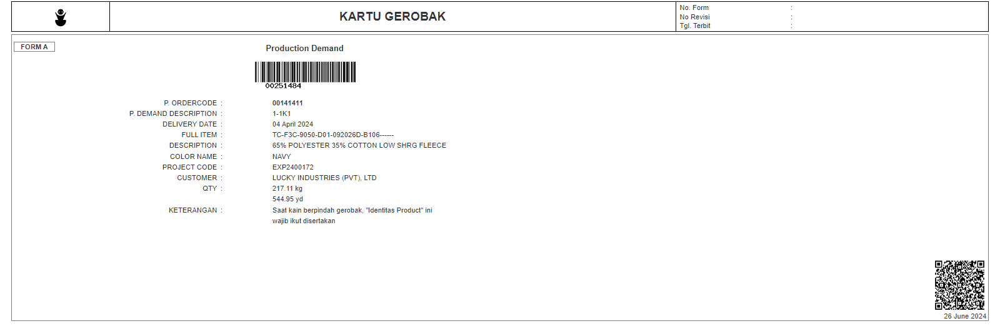 KARTU GEROBAK
No. Form :
No Revisi :
Tgl. Terbit :
FORM A
Production Demand
00251484
P. ORDERCODE : 00141411
P. DEMAND DESCRIPTION : 1-1K1
DELIVERY DATE : 04 April 2024
FULL ITEM : TC-F3C-9050-D01-092026D-B106------
DESCRIPTION : 65% POLYESTER 35% COTTON LOW SHRG FLEECE
COLOR NAME : NAVY
PROJECT CODE : EXP2400172
CUSTOMER : LUCKY INDUSTRIES (PVT), LTD
QTY : 217.11 kg
544.95 yd
KETERANGAN : Saat kain berpindah gerobak, "Identitas Product" ini
wajib ikut disertakan
26 June 2024